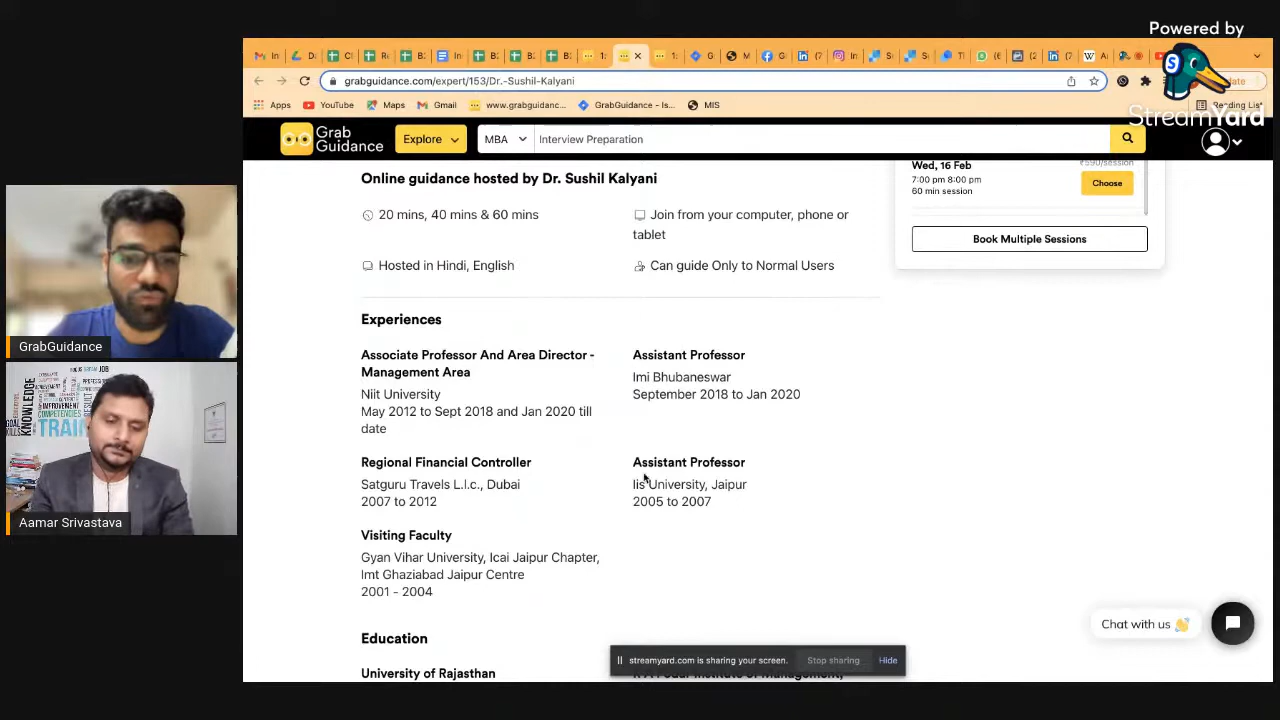 Powered by
StreamYard
grabguidance.com/expert/153/Dr.-Sushil-Kalyani
Apps
YouTube
Maps
Gmail
www.grabguidanc...
GrabGuidance - Is...
MIS
Reading List
Grab
Guidance
Explore
MBA
Interview Preparation
Online guidance hosted by Dr. Sushil Kalyani
20 mins, 40 mins & 60 mins
Join from your computer, phone or
tablet
Hosted in Hindi, English
Can guide Only to Normal Users
₹590/session
Wed, 16 Feb
7:00 pm 8:00 pm
60 min session
Choose
Book Multiple Sessions
Experiences
Associate Professor And Area Director -
Management Area
Niit University
May 2012 to Sept 2018 and Jan 2020 till
date
Assistant Professor
Imi Bhubaneswar
September 2018 to Jan 2020
Regional Financial Controller
Satguru Travels L.l.c., Dubai
2007 to 2012
Assistant Professor
Iis University, Jaipur
2005 to 2007
Visiting Faculty
Gyan Vihar University, Icai Jaipur Chapter,
Imt Ghaziabad Jaipur Centre
2001 - 2004
Education
University of Rajasthan
streamyard.com is sharing your screen.
Stop sharing
Hide
Chat with us 👋
GrabGuidance
KNOWLEDGE
IMPROVEMENT
COMPETENCIES
TRAI
Aamar Srivastava